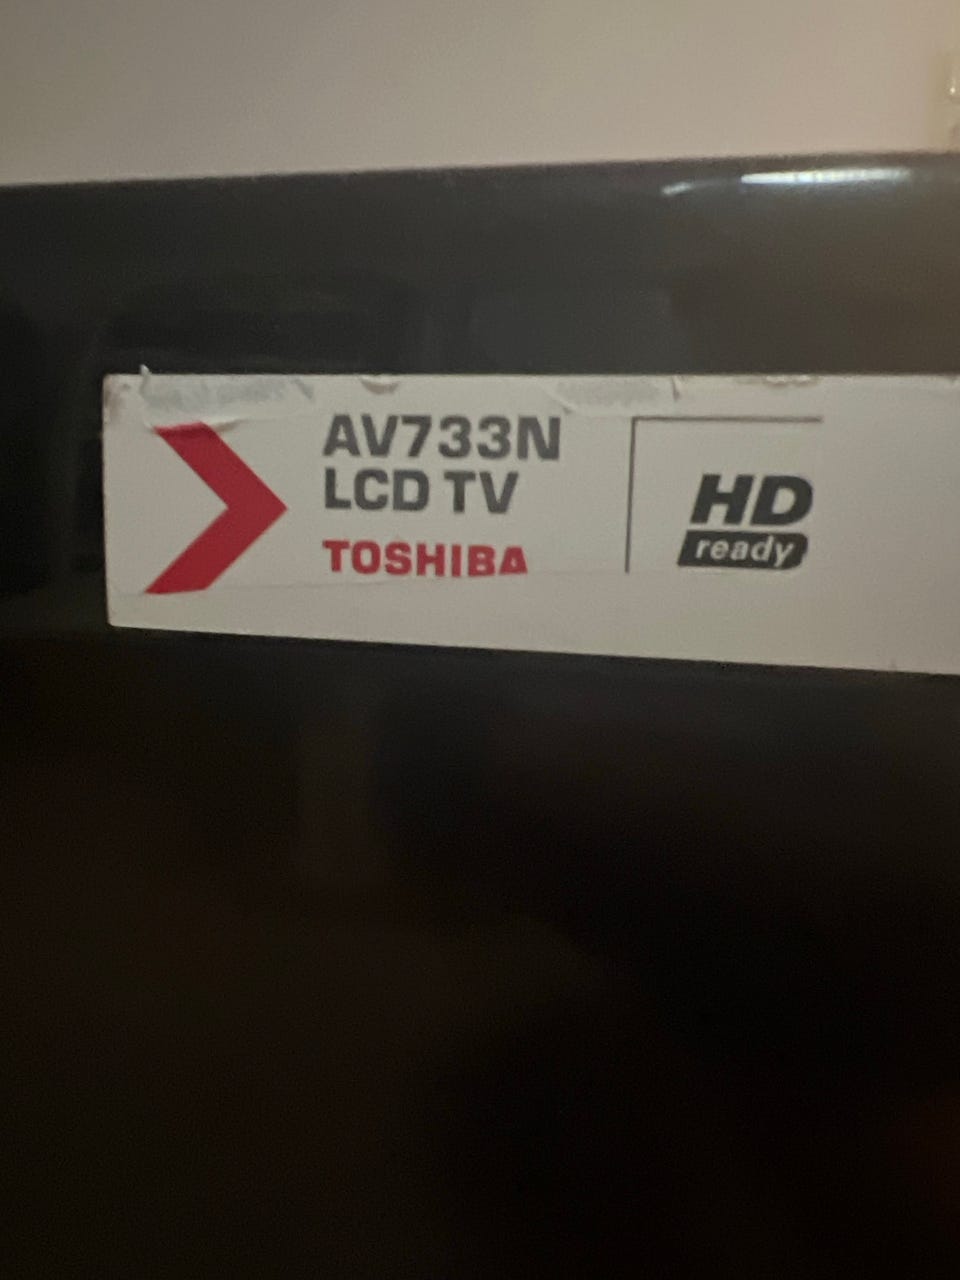 AV733N
LCD TV
TOSHIBA
HD
ready